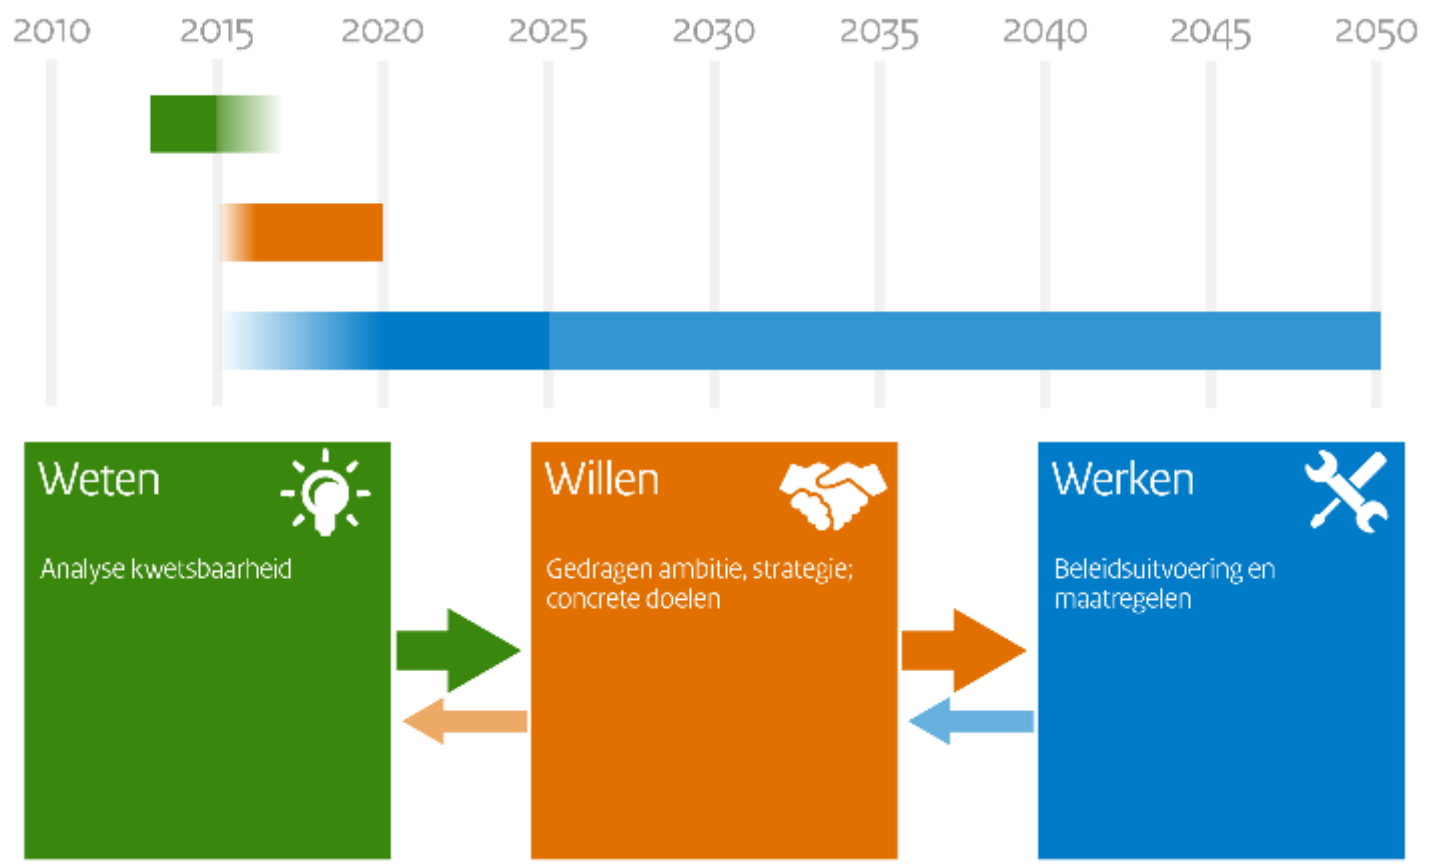 2010 2015 2020 2025 2030 2035 2040 2045 2050
Weten
Analyse kwetsbaarheid
Willen
Gedragen ambitie, strategie;
concrete doelen
Werken
Beleidsuitvoering en
maatregelen